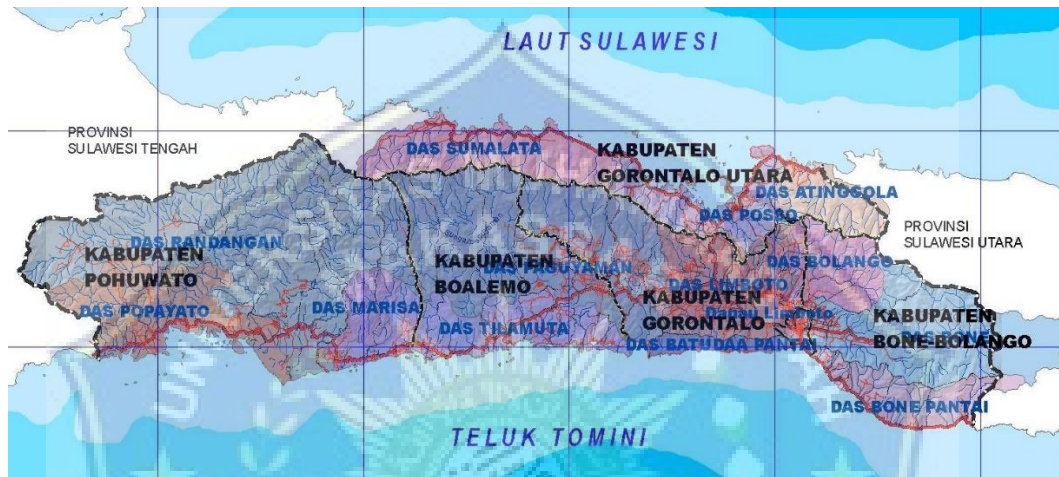 LAUT SULAWESI
PROVINSI
SULAWESI TENGAH
DAS SUMALATA
KABUPATEN
GORONTALO UTARA
DAS ATINGGOLA
DAS POSSO
PROVINSI
SULAWESI UTARA
DAS RANDANGAN
KABUPATEN
POHUWATO
DAS POPAYATO
DAS MARISA
KABUPATEN
BOALEMO
DAS PAGUYAMAN
DAS TILAMUTA
DAS BOLANGO
DAS LIMBOTO
Danau Limboto
KABUPATEN
GORONTALO
DAS BATUDAA PANTAI
KABUPATEN
BONE-BOLANGO
DAS BONE
DAS BONE PANTAI
TELUK TOMINI